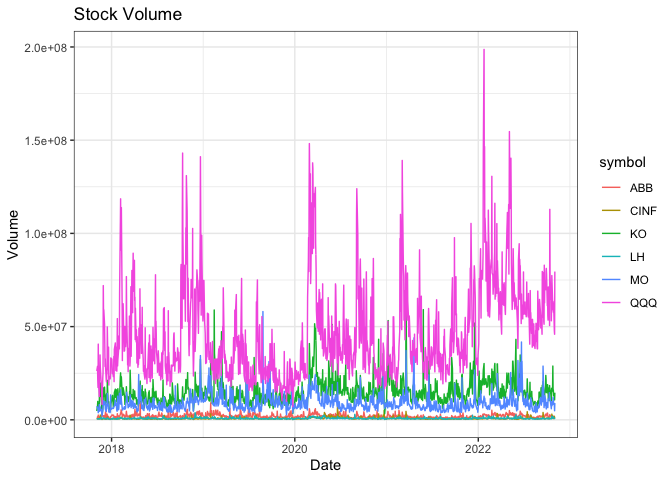 Stock Volume
2.0e+08
1.5e+08
1.0e+08
5.0e+07
0.0e+00
Volume
2018
2020
2022
Date
symbol
ABB
CINF
KO
LH
MO
QQQ